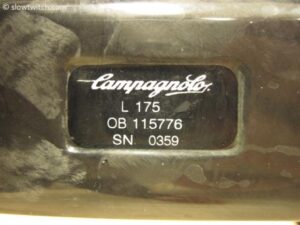 © slowtwitch.com
Campagnolo
L 175
OB 115776
SN 0359